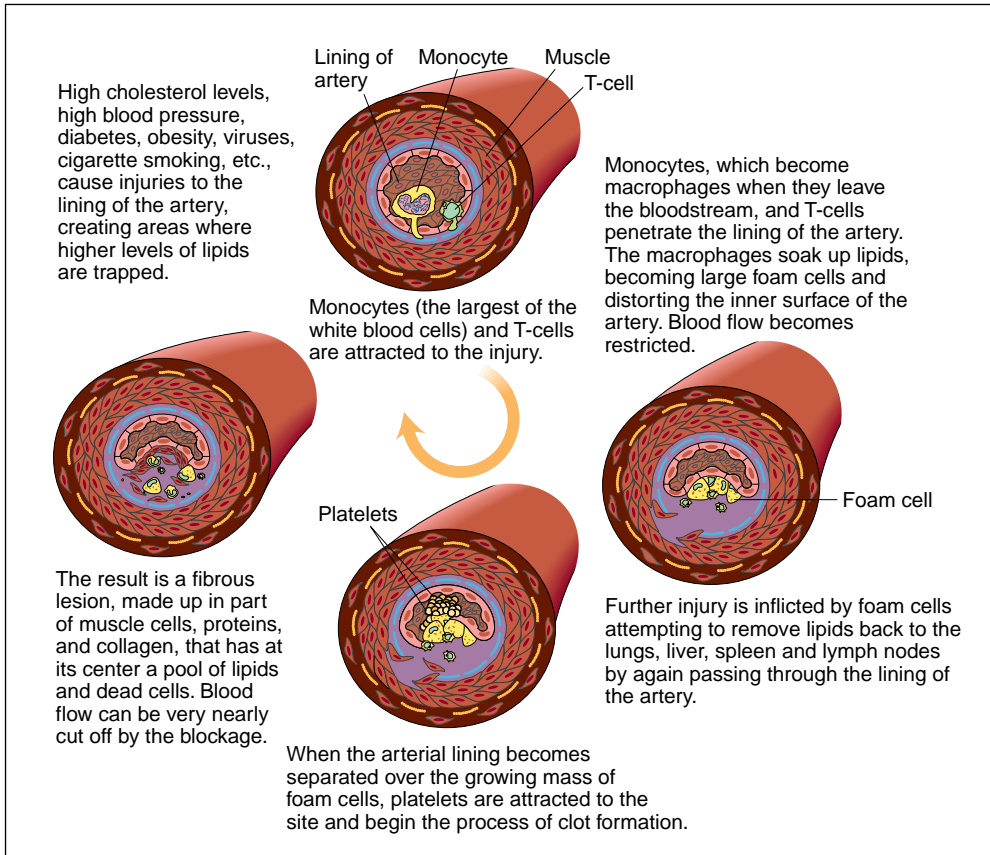 High cholesterol levels,
high blood pressure,
diabetes, obesity, viruses,
cigarette smoking, etc.,
cause injuries to the
lining of the artery,
creating areas where
higher levels of lipids
are trapped.
Lining of
artery
Monocyte
Muscle
T-cell
Monocytes (the largest of the
white blood cells) and T-cells
are attracted to the injury.
Monocytes, which become
macrophages when they leave
the bloodstream, and T-cells
penetrate the lining of the artery.
The macrophages soak up lipids,
becoming large foam cells and
distorting the inner surface of the
artery. Blood flow becomes
restricted.
Foam cell
Further injury is inflicted by foam cells
attempting to remove lipids back to the
lungs, liver, spleen and lymph nodes
by again passing through the lining of
the artery.
Platelets
When the arterial lining becomes
separated over the growing mass of
foam cells, platelets are attracted to the
site and begin the process of clot formation.
The result is a fibrous
lesion, made up in part
of muscle cells, proteins,
and collagen, that has at
its center a pool of lipids
and dead cells. Blood
flow can be very nearly
cut off by the blockage.